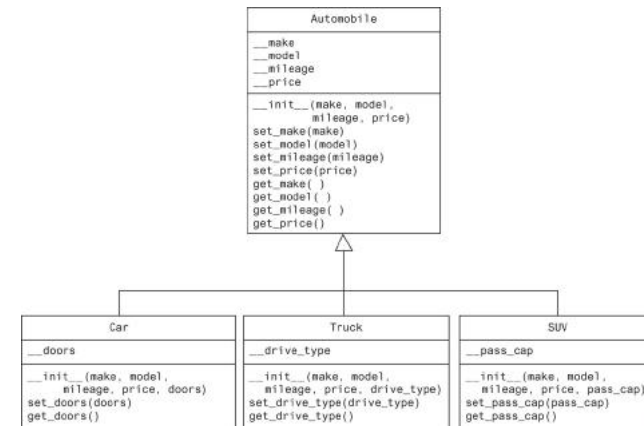 Automobile
__make
__model
__mileage
__price
__init__(make, model,
mileage, price)
set_make(make)
set_model(model)
set_mileage(mileage)
set_price(price)
get_make( )
get_model( )
get_mileage( )
get_price()
Car
__doors
__init__(make, model,
mileage, price, doors)
set_doors(doors)
get_doors()
Truck
__drive_type
__init__(make, model,
mileage, price, drive_type)
set_drive_type(drive_type)
get_drive_type()
SUV
__pass_cap
__init__(make, model,
mileage, price, pass_cap)
set_pass_cap(pass_cap)
get_pass_cap()